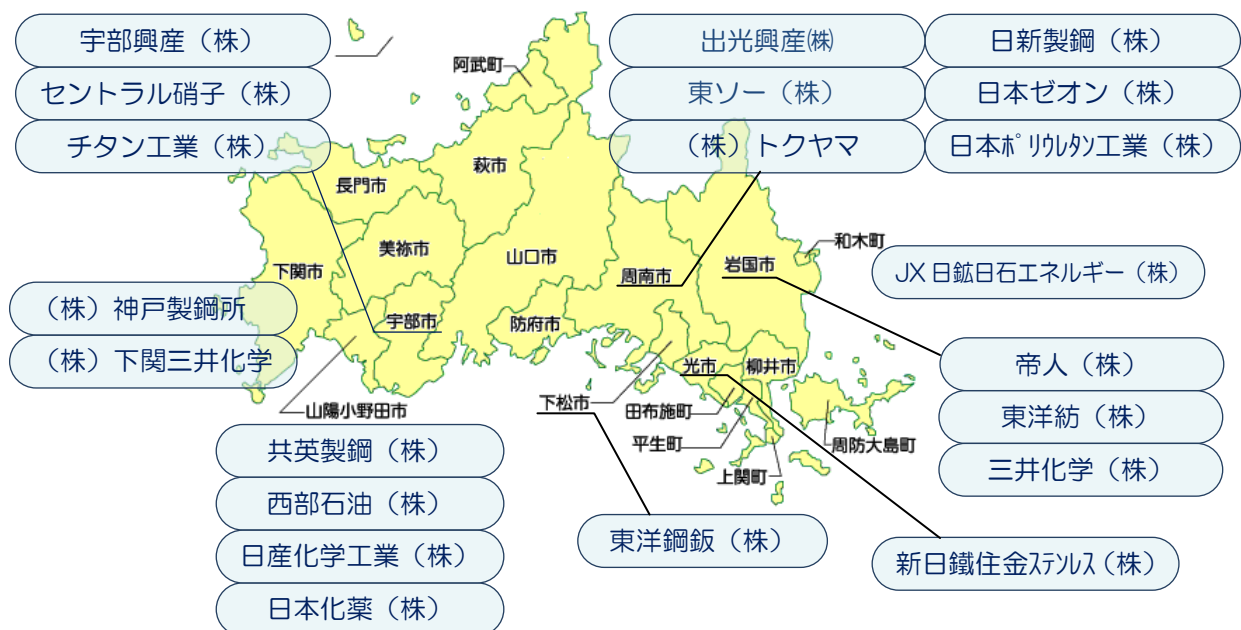 宇部興産（株）
セントラル硝子（株）
チタン工業（株）
出光興産㈱
東ソー（株）
（株）トクヤマ
日新製鋼（株）
日本ゼオン（株）
日本ﾎﾟﾘｳﾚﾀﾝ工業（株）
阿武町
萩市
長門市
美祢市
山口市
下関市
周南市
岩国市
和木町
JX日鉱日石エネルギー（株）
（株）神戸製鋼所
（株）下関三井化学
宇部市
防府市
光市
柳井市
帝人（株）
東洋紡（株）
三井化学（株）
山陽小野田市
下松市
田布施町
平生町
上関町
周防大島町
共英製鋼（株）
西部石油（株）
日産化学工業（株）
日本化薬（株）
東洋鋼鈑（株）
新日鐵住金ｽﾃﾝﾚｽ（株）